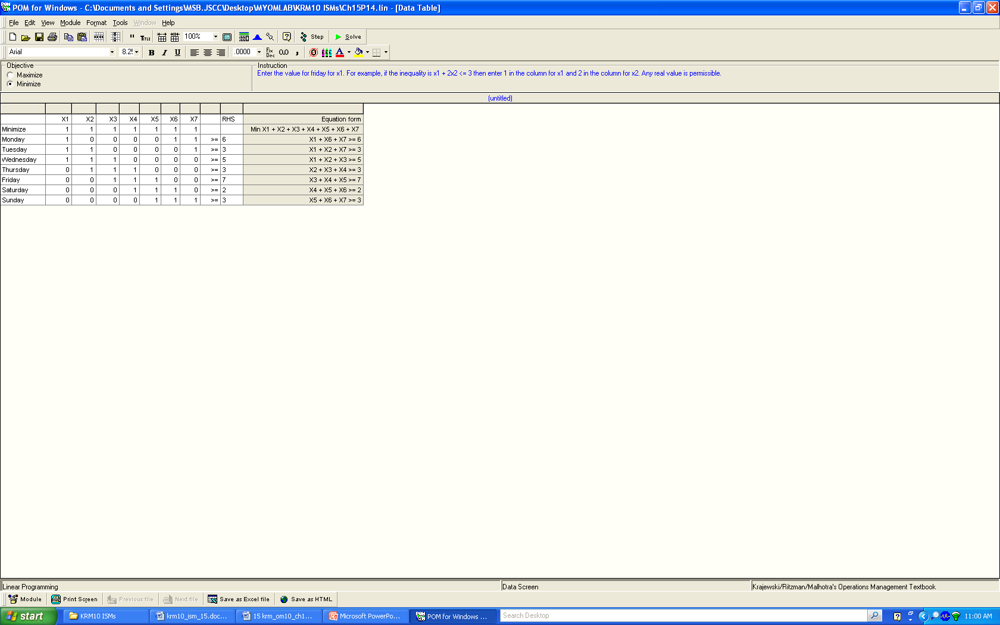 POM for Windows - C:\Documents and Settings\MSB.JSCC\Desktop\MYOMLAB\KRM10 ISMs\Ch15P14.lin - [Data Table]
File Edit View Module Format Tools Window Help
" TITLE 100% Step Solve
Arial 8.25 B I U .0000 Fix Dec 0.0 , A
Objective
Maximize
Minimize
Instruction
Enter the value for friday for x1. For example, if the inequality is x1 + 2x2 <= 3 then enter 1 in the column for x1 and 2 in the column for x2. Any real value is permissible.
(untitled)
X1 X2 X3 X4 X5 X6 X7 RHS Equation form
Minimize 1 1 1 1 1 1 1 Min X1 + X2 + X3 + X4 + X5 + X6 + X7
Monday 1 0 0 0 0 1 1 >= 6 X1 + X6 + X7 >= 6
Tuesday 1 1 0 0 0 0 1 >= 3 X1 + X2 + X7 >= 3
Wednesday 1 1 1 0 0 0 0 >= 5 X1 + X2 + X3 >= 5
Thursday 0 1 1 1 0 0 0 >= 3 X2 + X3 + X4 >= 3
Friday 0 0 1 1 1 0 0 >= 7 X3 + X4 + X5 >= 7
Saturday 0 0 0 1 1 1 0 >= 2 X4 + X5 + X6 >= 2
Sunday 0 0 0 0 1 1 1 >= 3 X5 + X6 + X7 >= 3
Linear Programming Data Screen Krajewski/Ritzman/Malhotra's Operations Management Textbook
Module Print Screen Previous file Next file Save as Excel file Save as HTML
start KRM10 ISMs krm10_ism_15.doc... 15 krm_om10_ch1... Microsoft PowerPo... POM for Windows ... Search Desktop 11:00 AM